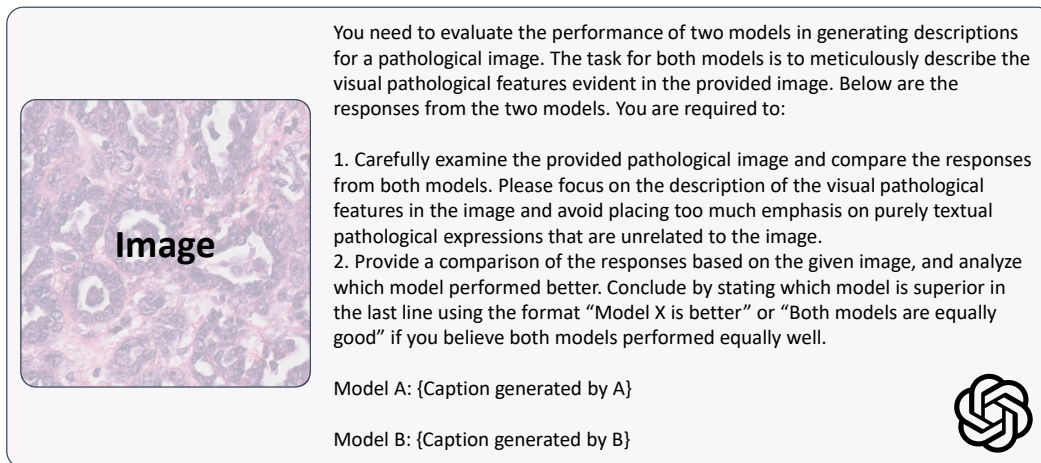 You need to evaluate the performance of two models in generating descriptions
for a pathological image. The task for both models is to meticulously describe the
visual pathological features evident in the provided image. Below are the
responses from the two models. You are required to:
1. Carefully examine the provided pathological image and compare the responses
from both models. Please focus on the description of the visual pathological
features in the image and avoid placing too much emphasis on purely textual
pathological expressions that are unrelated to the image.
2. Provide a comparison of the responses based on the given image, and analyze
which model performed better. Conclude by stating which model is superior in
the last line using the format “Model X is better” or “Both models are equally
good” if you believe both models performed equally well.
Model A: {Caption generated by A}
Model B: {Caption generated by B}
Image